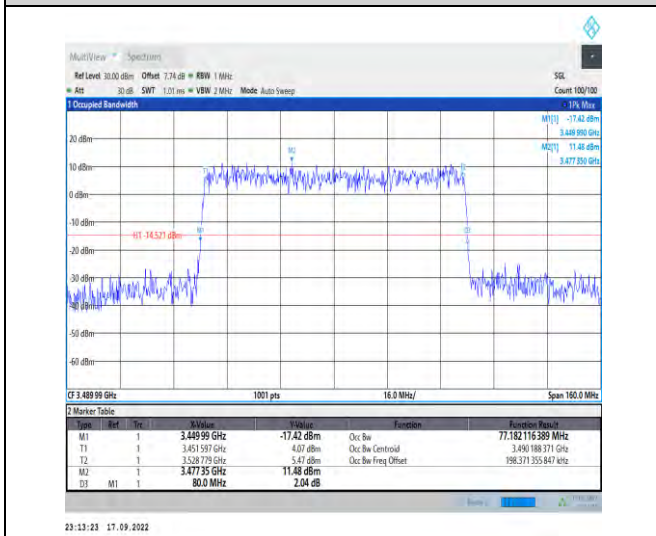 MultiView Spectrum
Ref Level 30.00 dBm Offset 7.74 dB RBW 1 MHz SGL
Att 30 dB SWT 1.01 ms VBW 2 MHz Mode Auto Sweep Count 100/100
1 Occupied Bandwidth 1Pk Max
M1[1] -17.42 dBm
3.449 990 GHz
M2[1] 11.48 dBm
3.477 350 GHz
20 dBm
M2
T1
10 dBm
0 dBm
-10 dBm
H1 -14.521 dBm
M1
D3
-20 dBm
-30 dBm
-40 dBm
-50 dBm
-60 dBm
CF 3.489 99 GHz 1001 pts 16.0 MHz/ Span 160.0 MHz
2 Marker Table
Type Ref Trc X-Value Y-Value Function Function Result
M1 1 3.449 99 GHz -17.42 dBm Occ Bw 77.182 116 389 MHz
T1 1 3.451 597 GHz 4.07 dBm Occ Bw Centroid 3.490 188 371 GHz
T2 1 3.528 779 GHz 5.47 dBm Occ Bw Freq Offset 198.371 355 847 kHz
M2 1 3.477 35 GHz 11.48 dBm
D3 M1 1 80.0 MHz 2.04 dB
23:13:23 17.09.2022